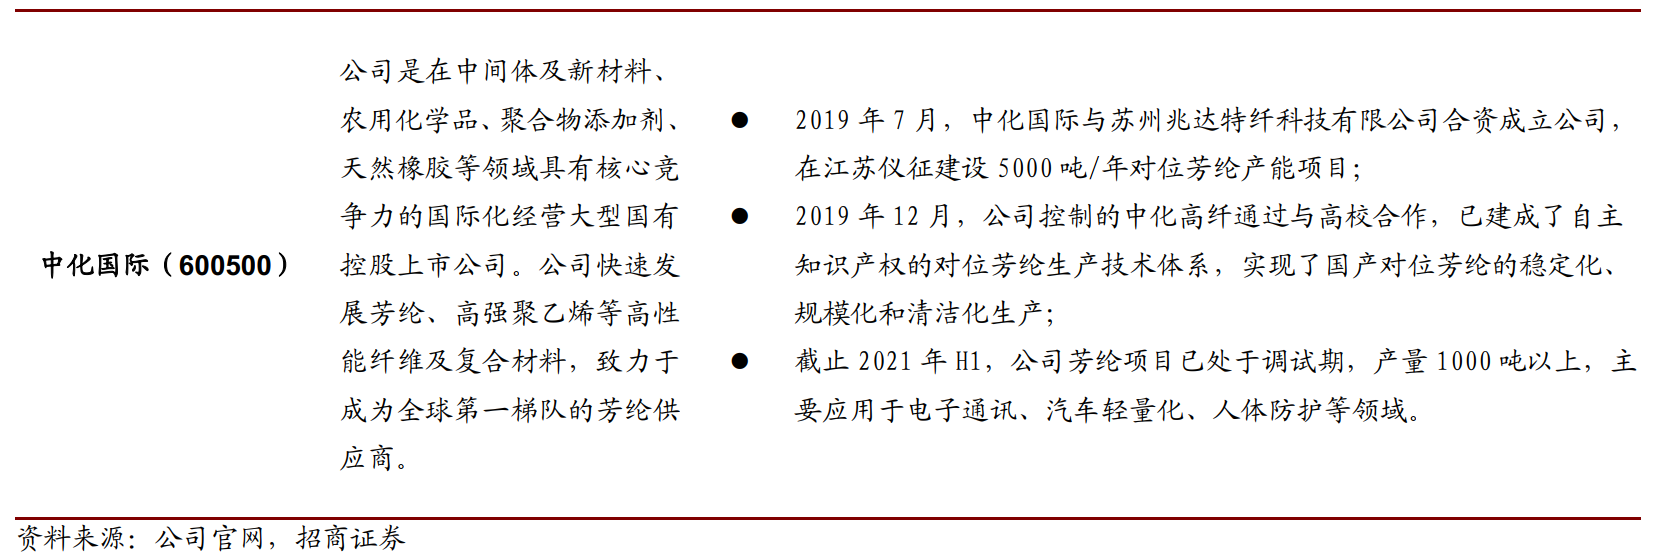 中化国际（600500）
公司是在中间体及新材料、
农用化学品、聚合物添加剂、
天然橡胶等领域具有核心竞
争力的国际化经营大型国有
控股上市公司。公司快速发
展芳纶、高强聚乙烯等高性
能纤维及复合材料，致力于
成为全球第一梯队的芳纶供
应商。
● 2019 年 7 月，中化国际与苏州兆达特纤科技有限公司合资成立公司，
在江苏仪征建设 5000 吨/年对位芳纶产能项目；
● 2019 年 12 月，公司控制的中化高纤通过与高校合作，已建成了自主
知识产权的对位芳纶生产技术体系，实现了国产对位芳纶的稳定化、
规模化和清洁化生产；
● 截止 2021 年 H1，公司芳纶项目已处于调试期，产量 1000 吨以上，主
要应用于电子通讯、汽车轻量化、人体防护等领域。
资料来源：公司官网，招商证券